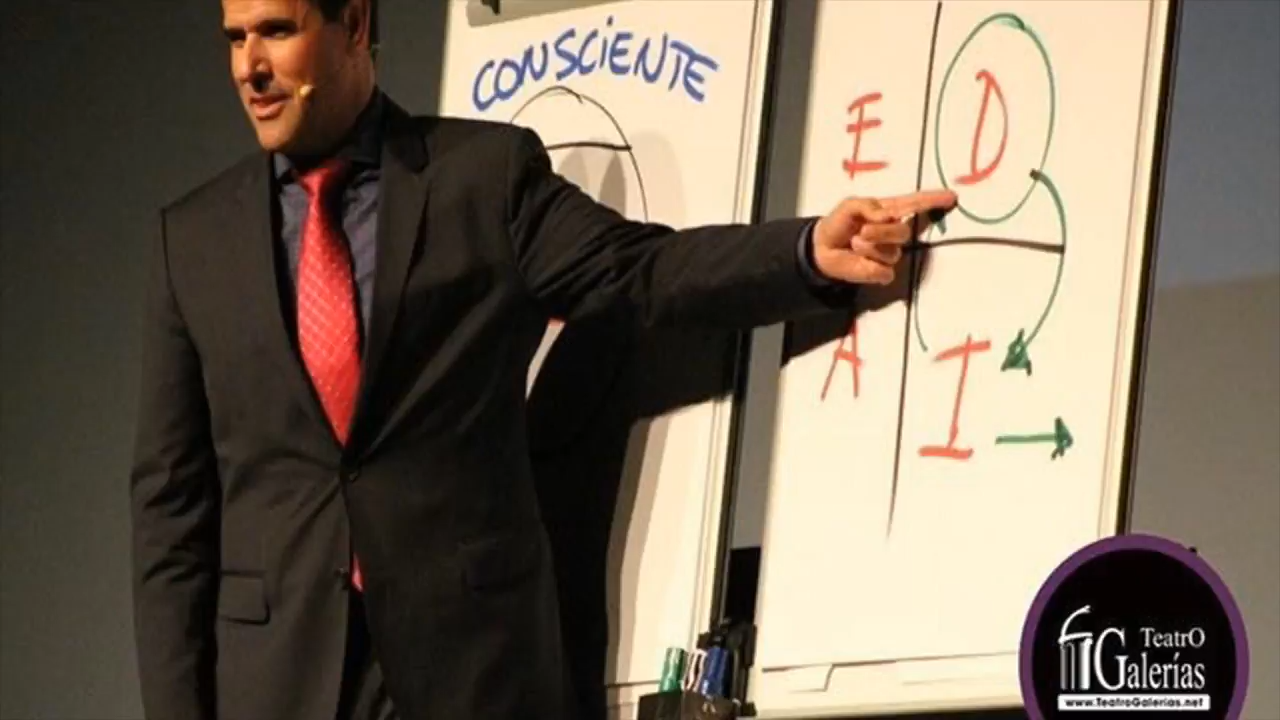 CONSCIENTE
E D
A I
TEATRO
Galerías
www.TeatroGalerias.net